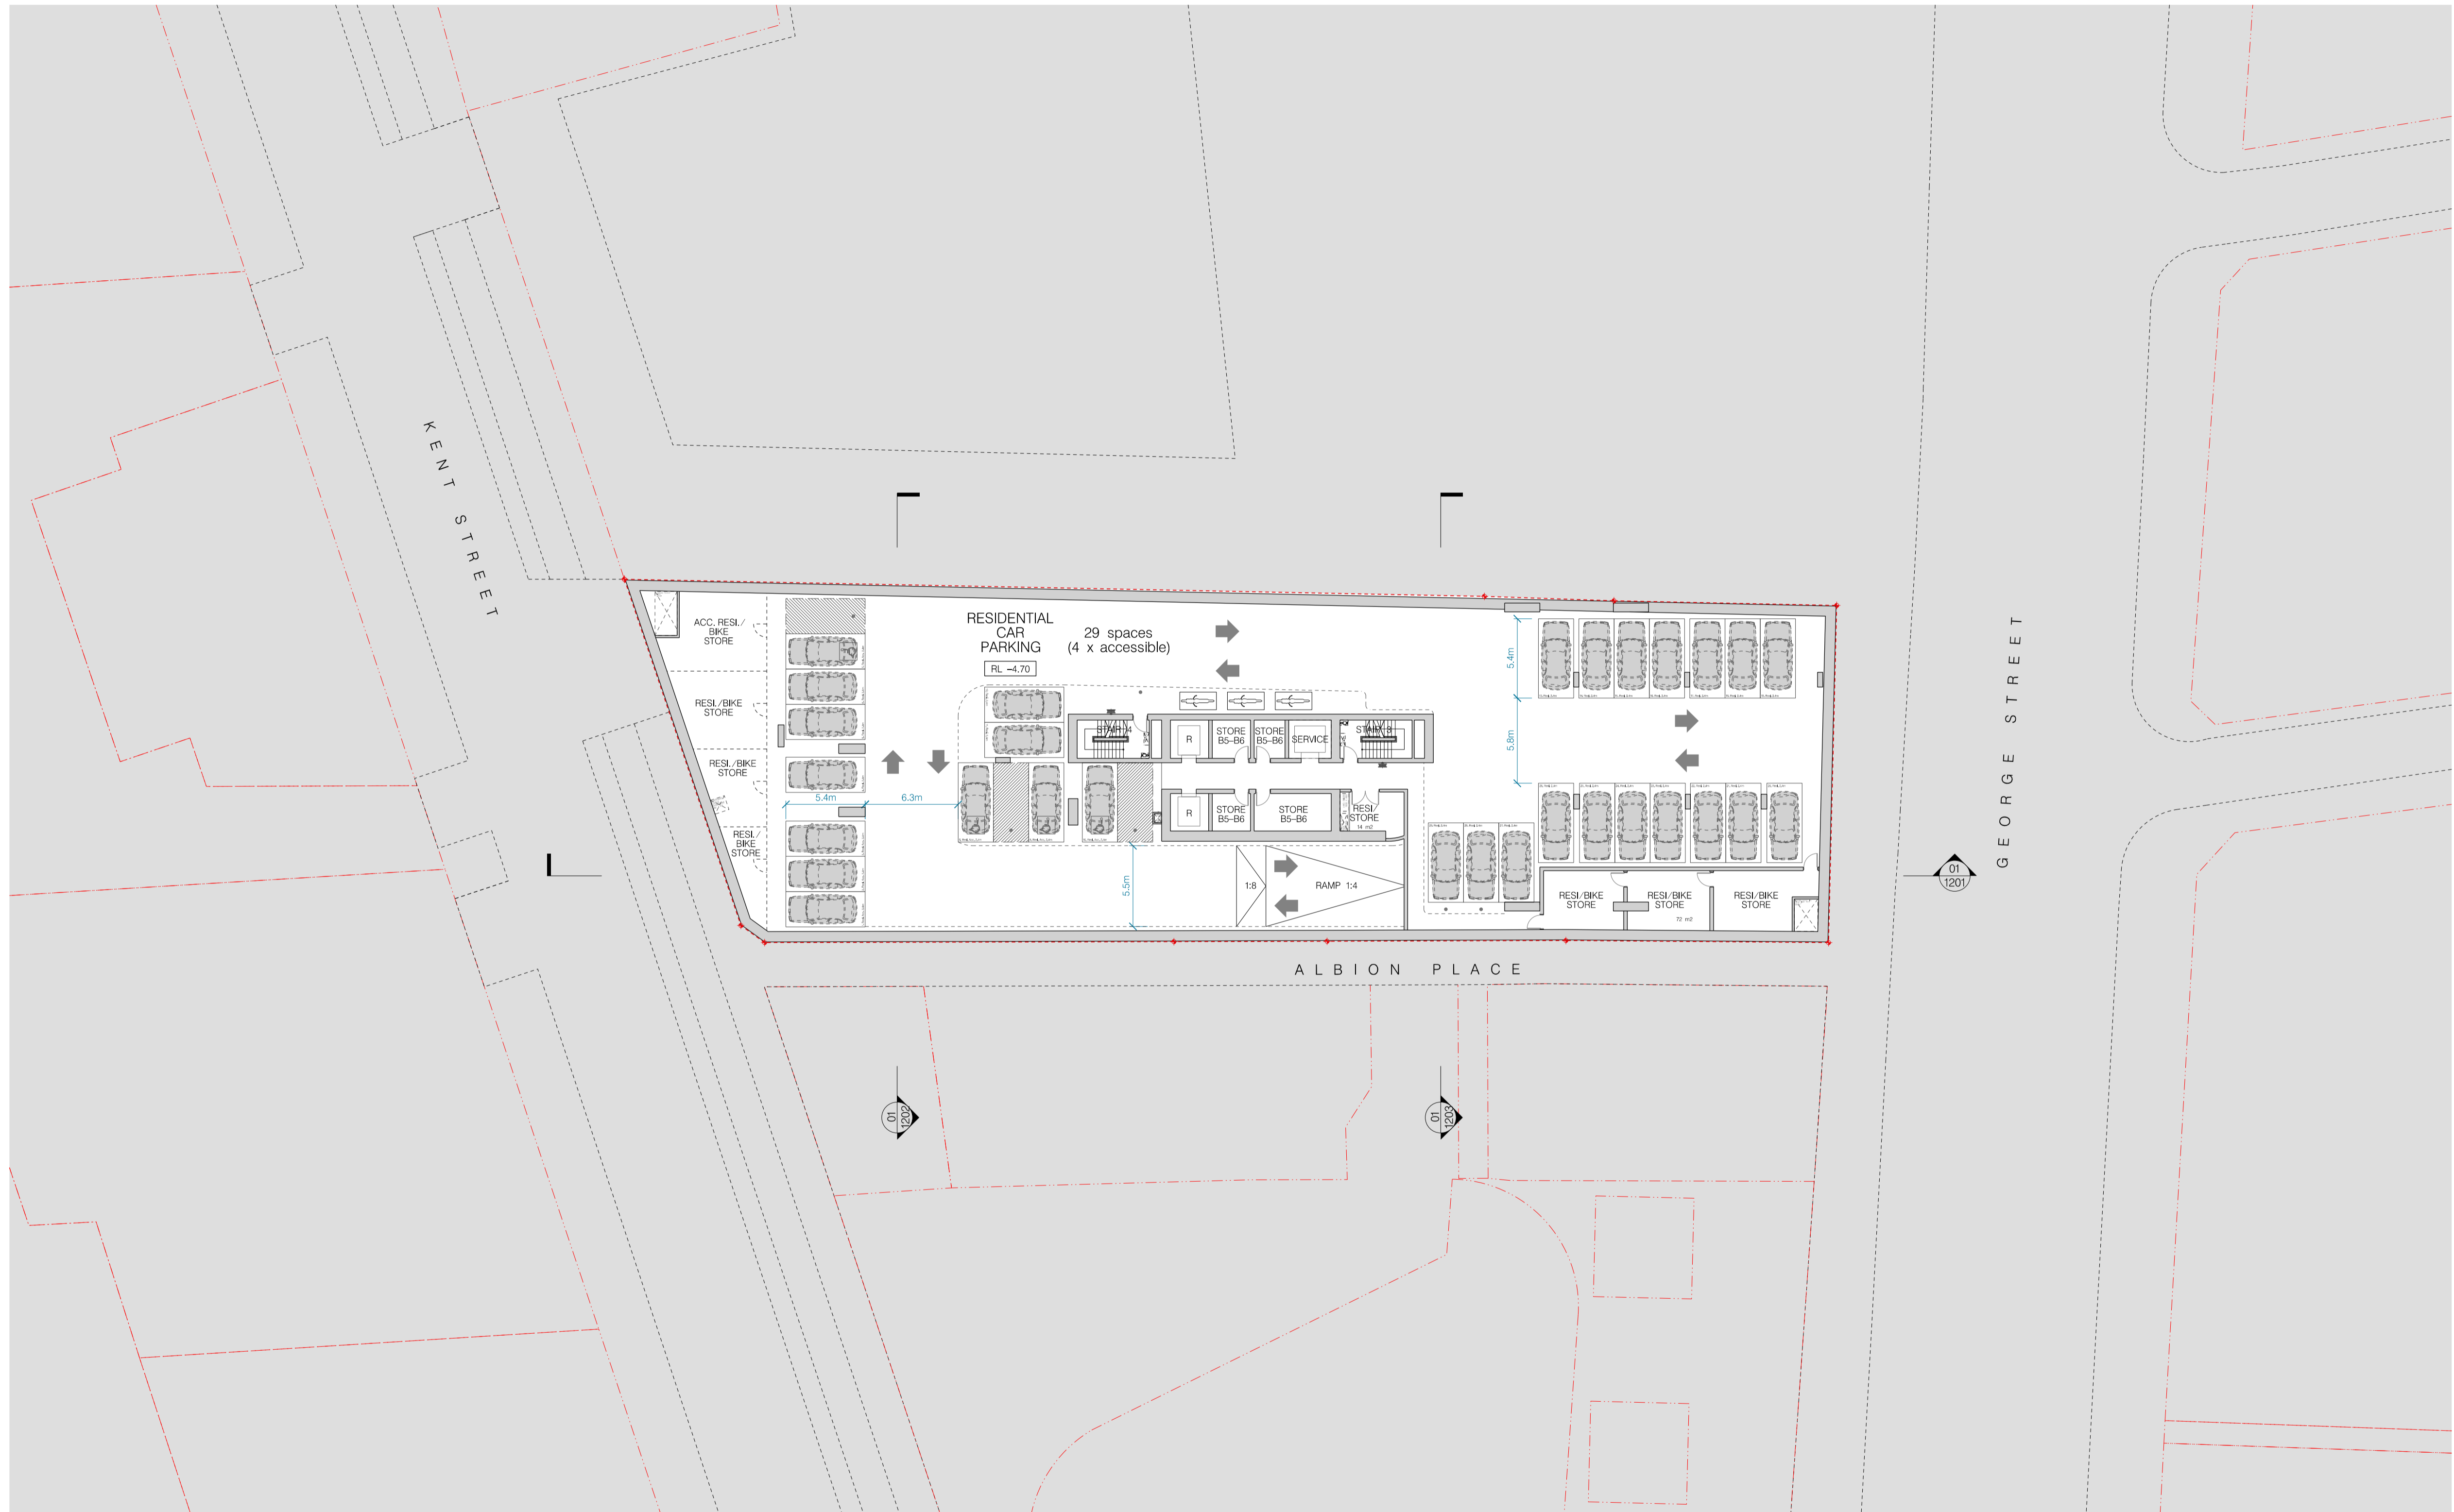 KENT STREET
RESIDENTIAL
CAR
PARKING
29 spaces
(4 x accessible)
RL –4.70
ACC. RESI./
BIKE
STORE
RESI./BIKE
STORE
RESI./BIKE
STORE
RESI./
BIKE
STORE
5.4m
6.3m
5.5m
STAIR 4
R
STORE
B5–B6
STORE
B5–B6
SERVICE
STAIR 3
R
STORE
B5–B6
STORE
B5–B6
RESI/
STORE
14 m2
1:8
RAMP 1:4
5.4m
5.8m
RESI/BIKE
STORE
RESI/BIKE
STORE
72 m2
RESI/BIKE
STORE
GEORGE STREET
01
1201
ALBION PLACE
01
1202
01
1203